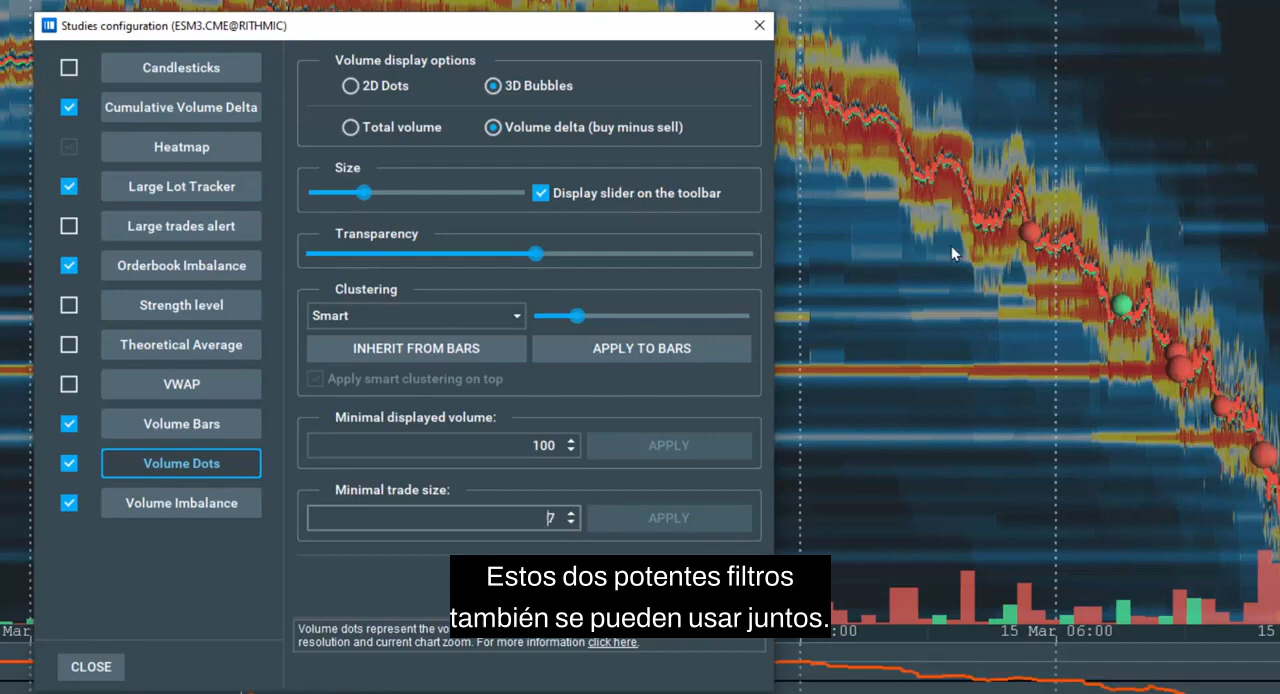 Studies configuration (ESM3.CME@RITHMIC)
Candlesticks
Cumulative Volume Delta
Heatmap
Large Lot Tracker
Large trades alert
Orderbook Imbalance
Strength level
Theoretical Average
VWAP
Volume Bars
Volume Dots
Volume Imbalance
CLOSE
Volume display options
2D Dots
3D Bubbles
Total volume
Volume delta (buy minus sell)
Size
Display slider on the toolbar
Transparency
Clustering
Smart
INHERIT FROM BARS
APPLY TO BARS
Apply smart clustering on top
Minimal displayed volume:
100
APPLY
Minimal trade size:
7
APPLY
Volume dots represent the
resolution and current chart zoom. For more information click here.
Estos dos potentes filtros
también se pueden usar juntos.
Mar
:00
15 Mar 06:00
15